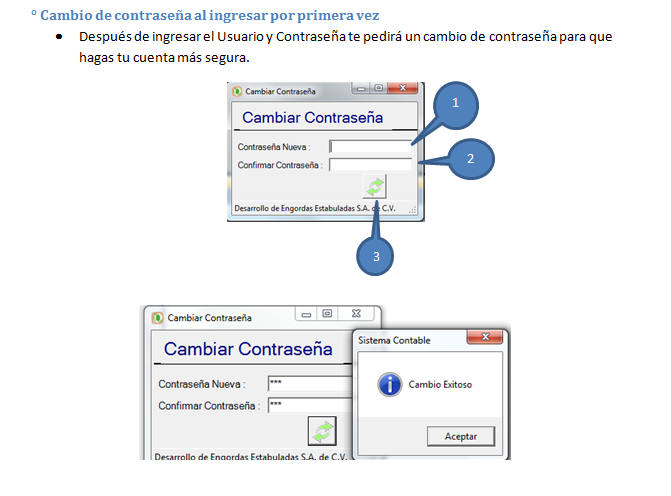 ° Cambio de contraseña al ingresar por primera vez
• Después de ingresar el Usuario y Contraseña te pedirá un cambio de contraseña para que
hagas tu cuenta más segura.
Cambiar Contraseña
1
Cambiar Contraseña
Contraseña Nueva :
2
Confirmar Contraseña :
Desarrollo de Engordas Estabuladas S.A. de C.V.
3
Cambiar Contraseña
Cambiar Contraseña
Contraseña Nueva : ***
Confirmar Contraseña : ***
Desarrollo de Engordas Estabuladas S.A. de C.V.
Sistema Contable
Cambio Exitoso
Aceptar